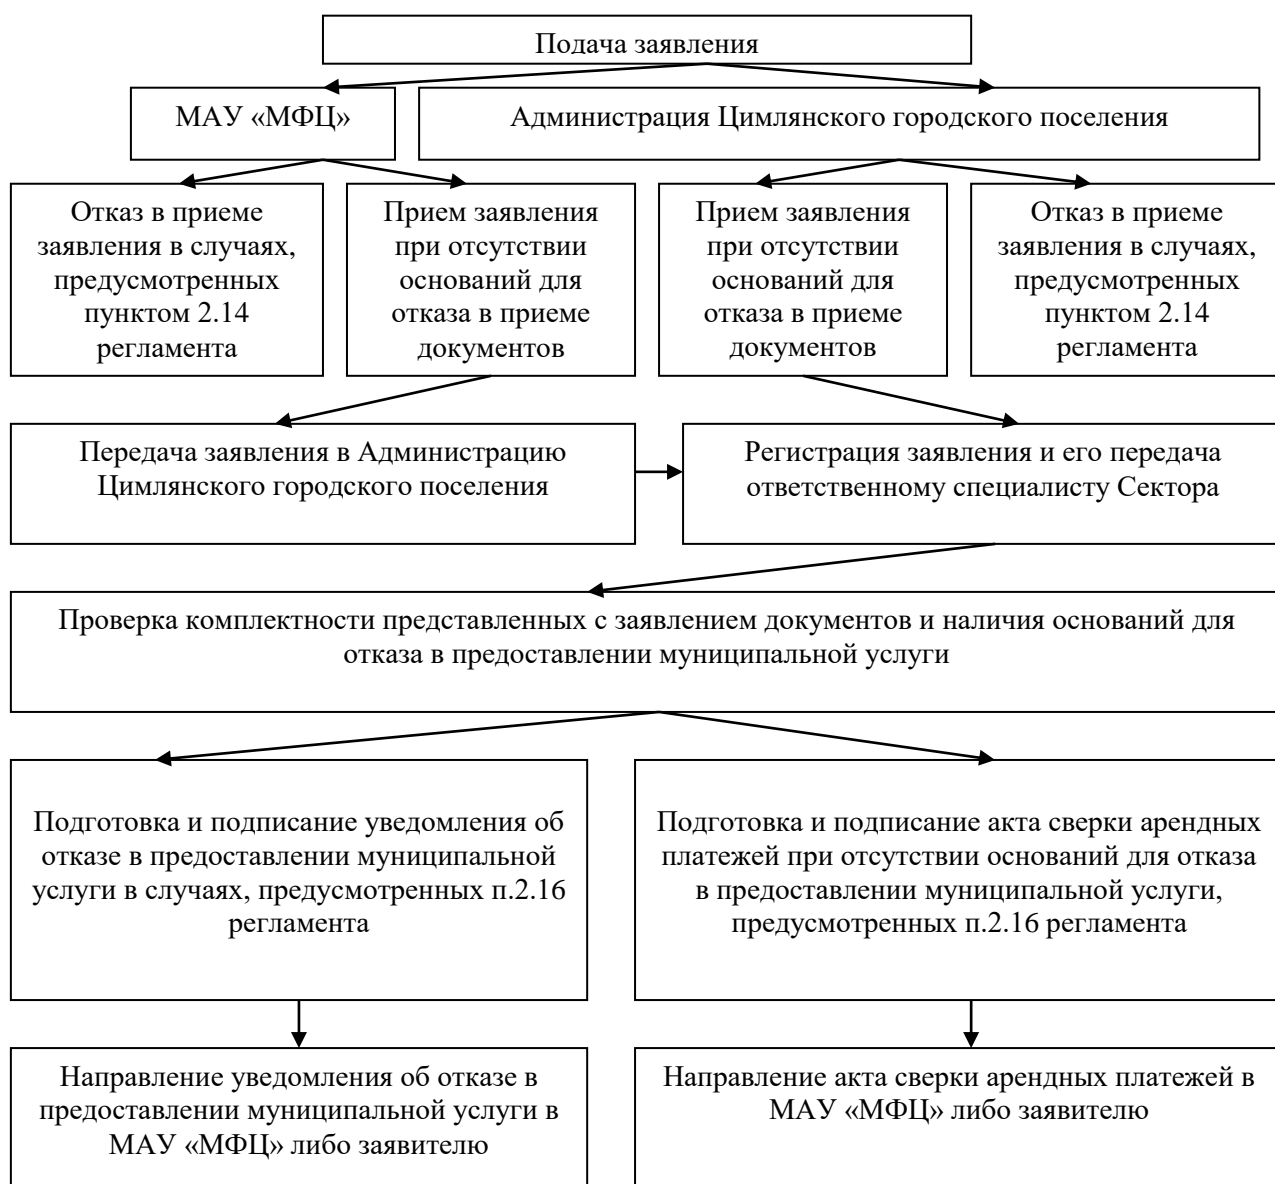 Подача заявления
МАУ «МФЦ»
Администрация Цимлянского городского поселения
Отказ в приеме
заявления в случаях,
предусмотренных
пунктом 2.14
регламента
Прием заявления
при отсутствии
оснований для
отказа в приеме
документов
Прием заявления
при отсутствии
оснований для
отказа в приеме
документов
Отказ в приеме
заявления в случаях,
предусмотренных
пунктом 2.14
регламента
Передача заявления в Администрацию
Цимлянского городского поселения
Регистрация заявления и его передача
ответственному специалисту Сектора
Проверка комплектности представленных с заявлением документов и наличия оснований для
отказа в предоставлении муниципальной услуги
Подготовка и подписание уведомления об
отказе в предоставлении муниципальной
услуги в случаях, предусмотренных п.2.16
регламента
Подготовка и подписание акта сверки арендных
платежей при отсутствии оснований для отказа
в предоставлении муниципальной услуги,
предусмотренных п.2.16 регламента
Направление уведомления об отказе в
предоставлении муниципальной услуги в
МАУ «МФЦ» либо заявителю
Направление акта сверки арендных платежей в
МАУ «МФЦ» либо заявителю